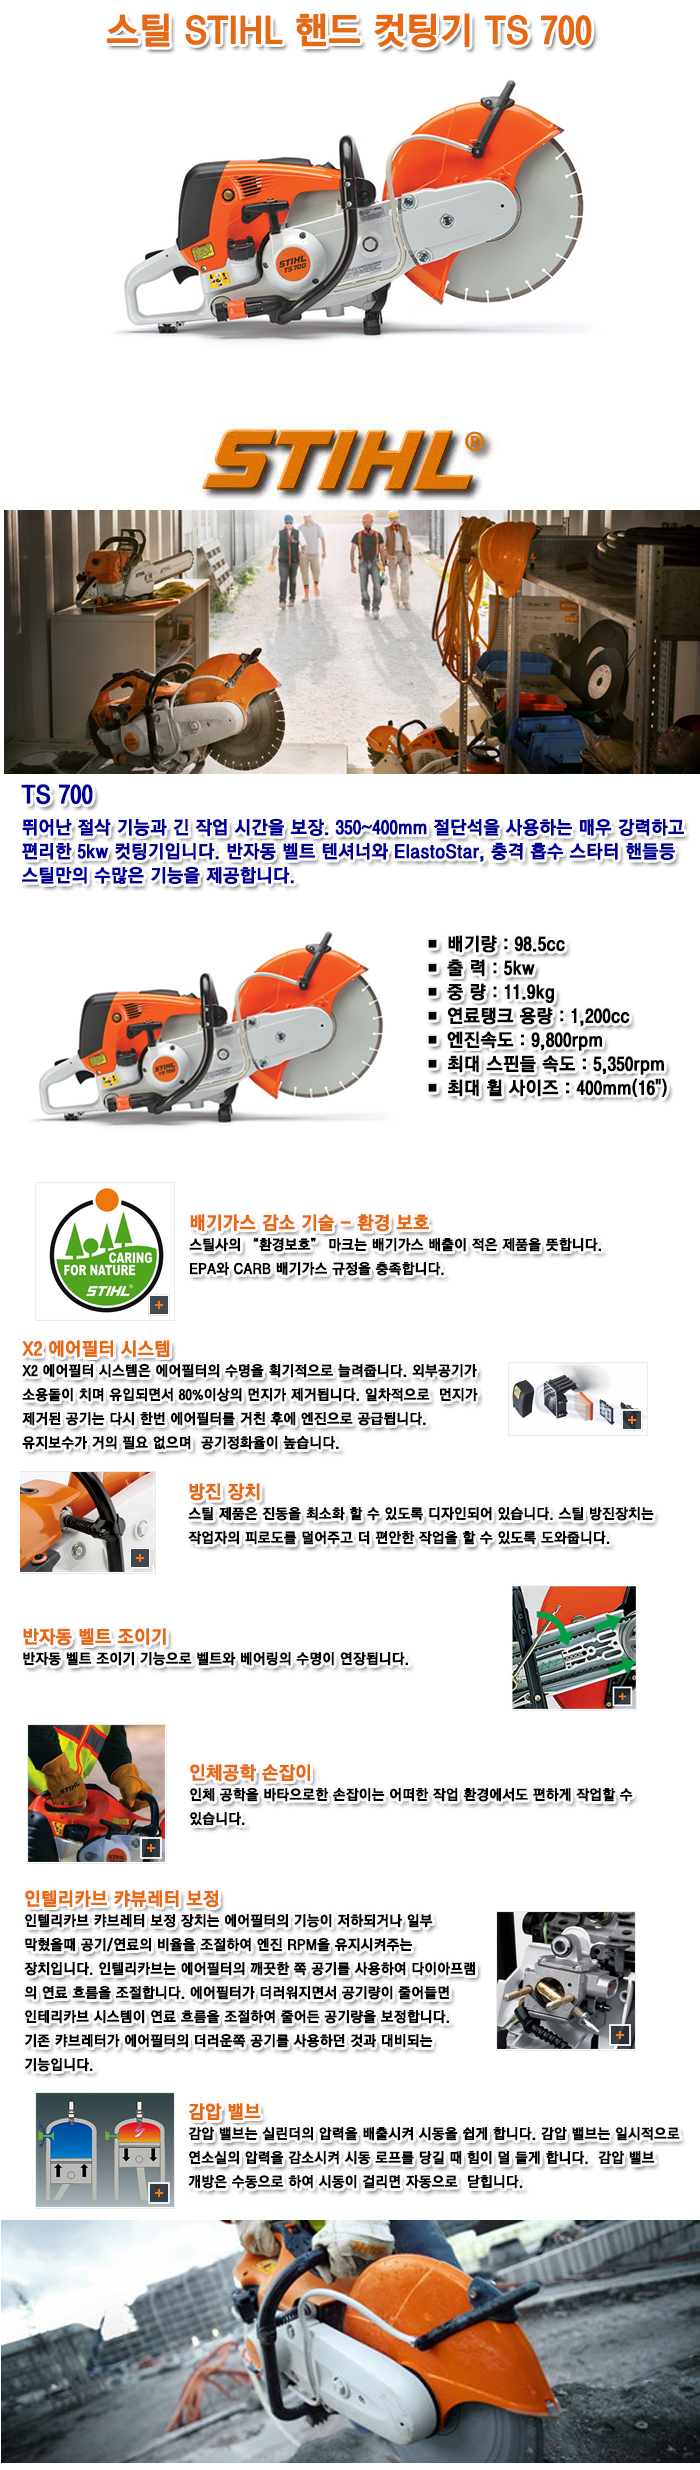 스틸 STIHL 핸드 컷팅기 TS 700
STIHL
TS700
STIHL®
TS 700
뛰어난 절삭 기능과 긴 작업 시간을 보장. 350~400mm 절단석을 사용하는 매우 강력하고
편리한 5kw 컷팅기입니다. 반자동 벨트 텐셔너와 ElastoStar, 충격 흡수 스타터 핸들등
스틸만의 수많은 기능을 제공합니다.
STIHL
TS700
■ 배기량 : 98.5cc
■ 출 력 : 5kw
■ 중 량 : 11.9kg
■ 연료탱크 용량 : 1,200cc
■ 엔진속도 : 9,800rpm
■ 최대 스핀들 속도 : 5,350rpm
■ 최대 휠 사이즈 : 400mm(16")
CARING
FOR NATURE
STIHL®
배기가스 감소 기술 - 환경 보호
스틸사의 “환경보호” 마크는 배기가스 배출이 적은 제품을 뜻합니다.
EPA와 CARB 배기가스 규정을 충족합니다.
X2 에어필터 시스템
X2 에어필터 시스템은 에어필터의 수명을 획기적으로 늘려줍니다. 외부공기가
소용돌이 치며 유입되면서 80%이상의 먼지가 제거됩니다. 일차적으로 먼지가
제거된 공기는 다시 한번 에어필터를 거친 후에 엔진으로 공급됩니다.
유지보수가 거의 필요 없으며 공기정화율이 높습니다.
방진 장치
스틸 제품은 진동을 최소화 할 수 있도록 디자인되어 있습니다. 스틸 방진장치는
작업자의 피로도를 덜어주고 더 편안한 작업을 할 수 있도록 도와줍니다.
반자동 벨트 조이기
반자동 벨트 조이기 기능으로 벨트와 베어링의 수명이 연장됩니다.
STIHL
STIHL
인체공학 손잡이
인체 공학을 바타으로한 손잡이는 어떠한 작업 환경에서도 편하게 작업할 수
있습니다.
인텔리카브 캬뷰레터 보정
인텔리카브 캬브레터 보정 장치는 에어필터의 기능이 저하되거나 일부
막혔을때 공기/연료의 비율을 조절하여 엔진 RPM을 유지시켜주는
장치입니다. 인텔리카브는 에어필터의 깨끗한 쪽 공기를 사용하여 다이아프램
의 연료 흐름을 조절합니다. 에어필터가 더러워지면서 공기량이 줄어들면
인테리카브 시스템이 연료 흐름을 조절하여 줄어든 공기량을 보정합니다.
기존 캬브레터가 에어필터의 더러운쪽 공기를 사용하던 것과 대비되는
기능입니다.
감압 밸브
감압 밸브는 실린더의 압력을 배출시켜 시동을 쉽게 합니다. 감압 밸브는 일시적으로
연소실의 압력을 감소시켜 시동 로프를 당길 때 힘이 덜 들게 합니다. 감압 밸브
개방은 수동으로 하여 시동이 걸리면 자동으로 닫힙니다.